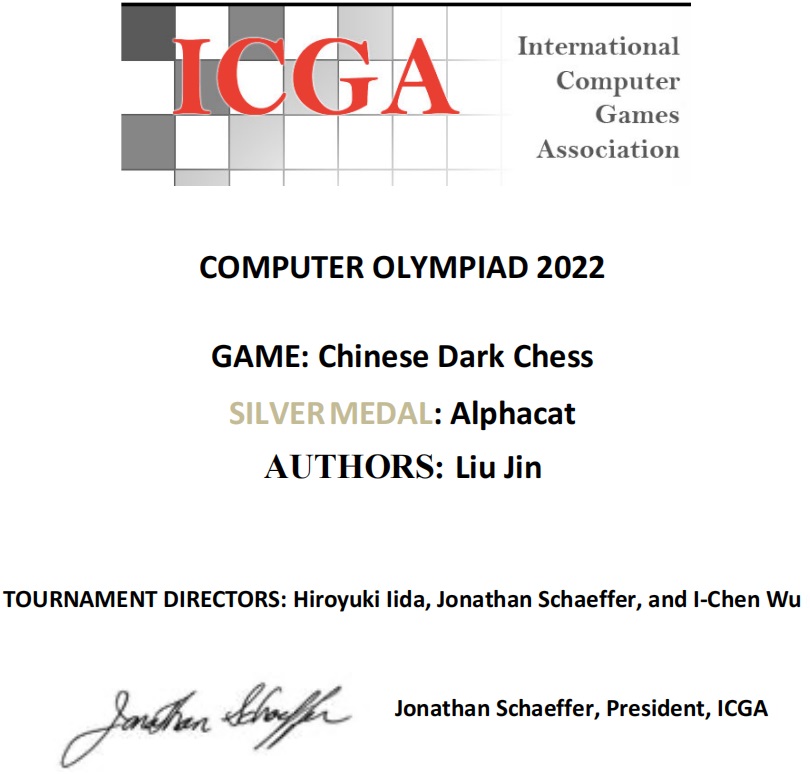 ICGA
International
Computer
Games
Association
COMPUTER OLYMPIAD 2022
GAME: Chinese Dark Chess
SILVER MEDAL: Alphacat
AUTHORS: Liu Jin
TOURNAMENT DIRECTORS: Hiroyuki Iida, Jonathan Schaeffer, and I-Chen Wu
Jonathan Schaeffer
Jonathan Schaeffer, President, ICGA